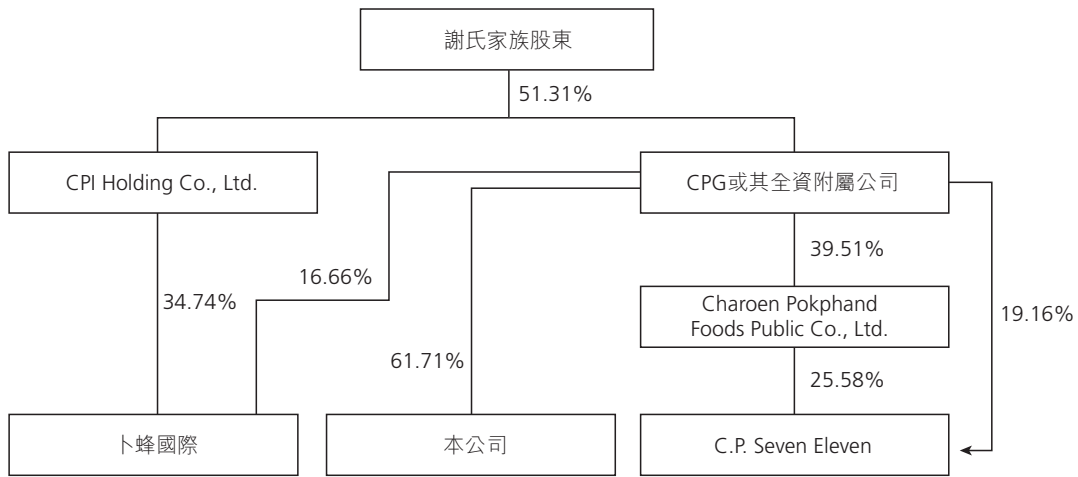 謝氏家族股東
51.31%
CPI Holding Co., Ltd.
CPG或其全資附屬公司
39.51%
16.66%
34.74%
Charoen Pokphand
Foods Public Co., Ltd.
19.16%
61.71%
25.58%
卜蜂國際
本公司
C.P. Seven Eleven